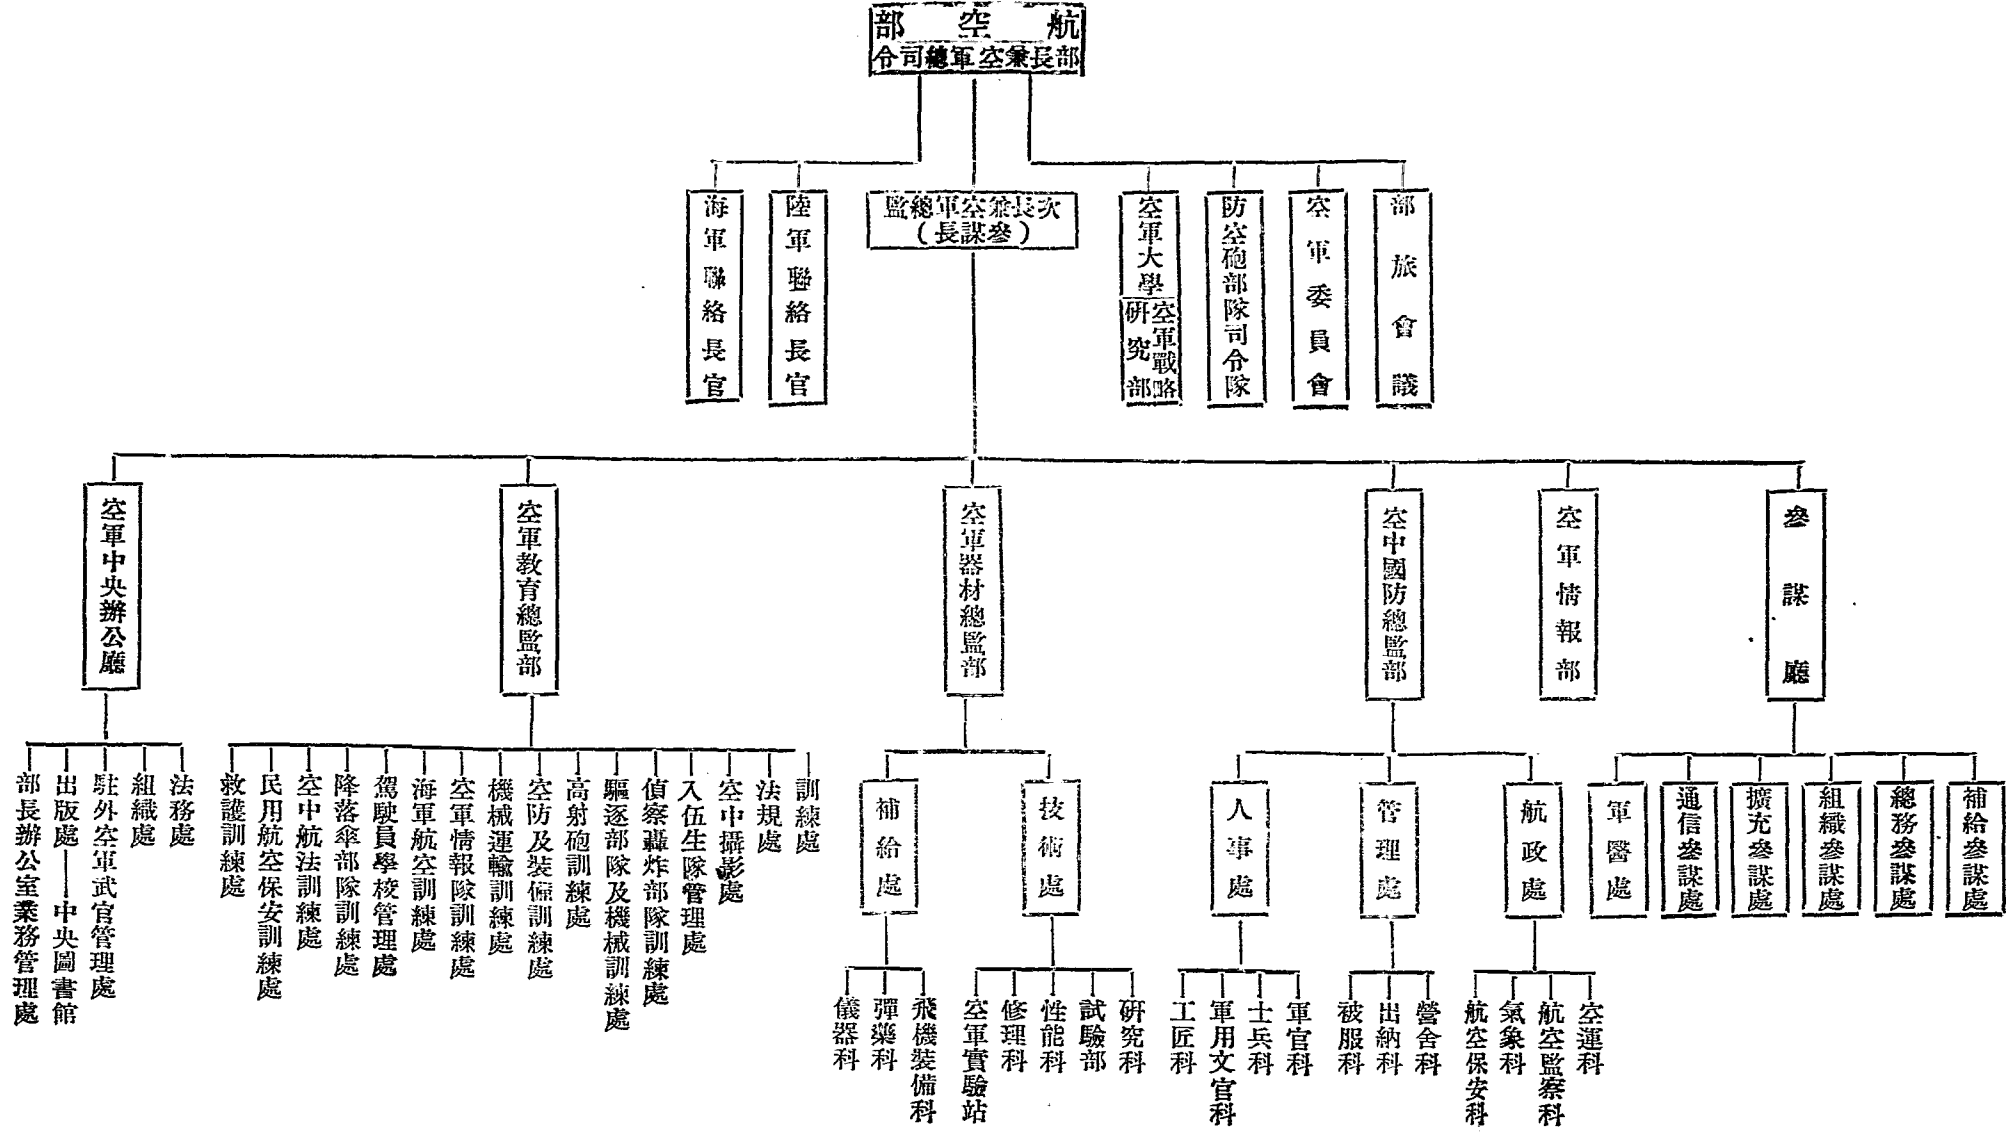 航空部
部長兼空軍總司令
部旅會議
空軍委員會
防空砲部隊司令隊
空軍大學
空軍戰略
研究部
次長兼空軍總監
（參謀長）
陸軍聯絡長官
海軍聯絡長官
參謀廳
空軍情報部
空中國防總監部
空軍器材總監部
空軍教育總監部
空軍中央辦公廳
補給參謀處
總務參謀處
組織參謀處
擴充參謀處
通信參謀處
軍醫處
航政處
管理處
人事處
技術處
補給處
訓練處
法規處
空中攝影處
入伍生隊管理處
偵察轟炸部隊訓練處
驅逐部隊及機械訓練處
高射砲訓練處
空防及裝備訓練處
機械運輸訓練處
空軍情報隊訓練處
海軍航空訓練處
駕駛員學校管理處
降落傘部隊訓練處
空中航法訓練處
民用航空保安訓練處
救護訓練處
法務處
組織處
駐外空軍武官管理處
出版處——中央圖書館
部長辦公室業務管理處
空運科
航空監察科
氣象科
航空保安科
營舍科
出納科
被服科
軍官科
士兵科
軍用文官科
工匠科
研究科
試驗部
性能科
修理科
空軍實驗站
飛機裝備科
彈藥科
儀器科